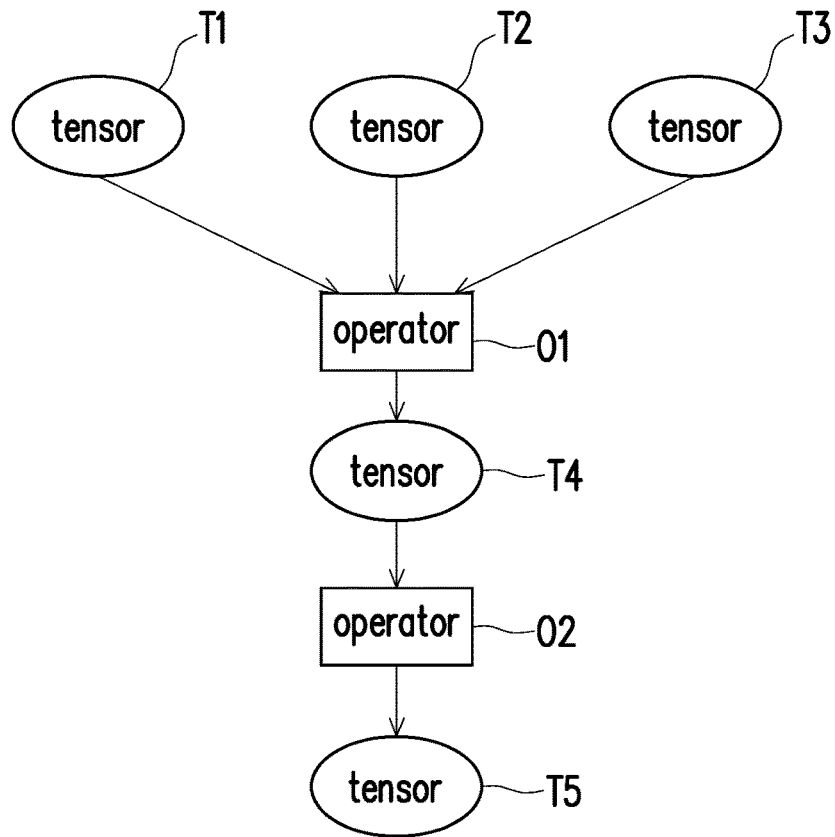 T1
T2
T3
tensor
tensor
tensor
operator
O1
tensor
T4
operator
O2
tensor
T5